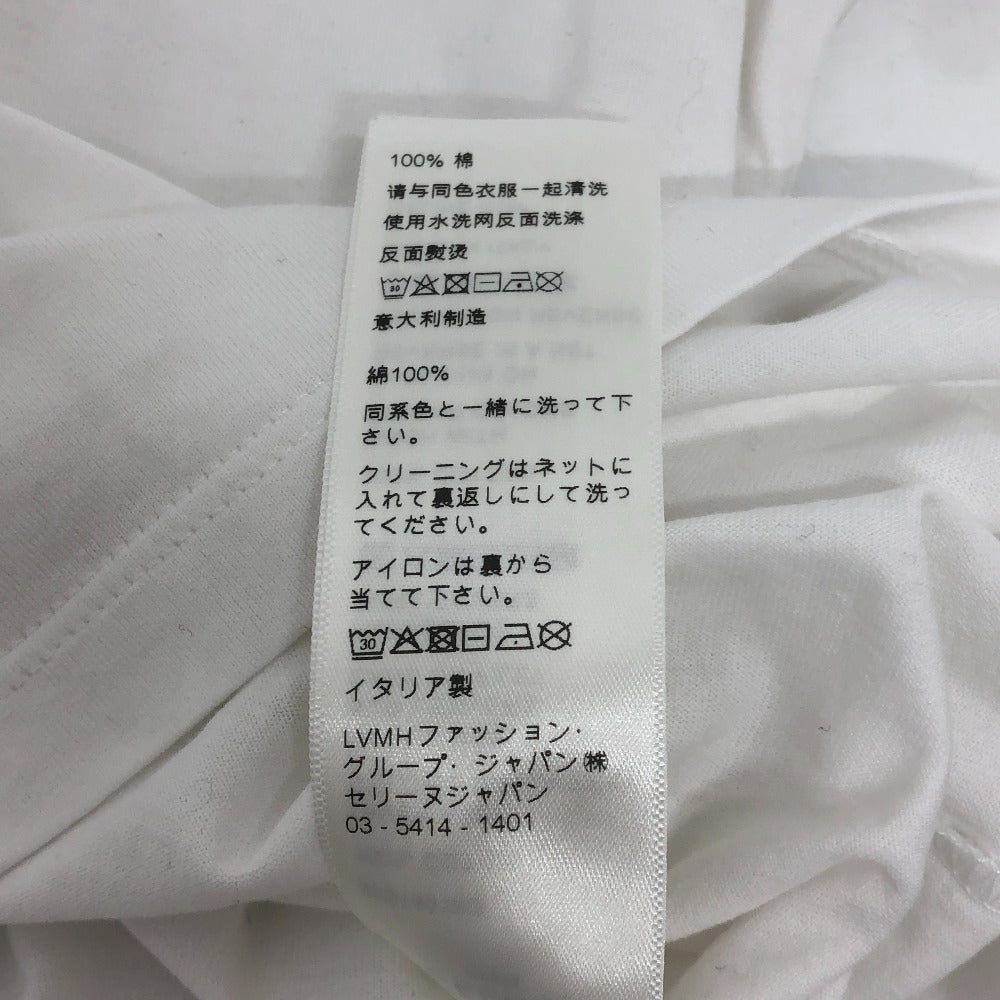 100% 棉
请与同色衣服一起清洗
使用水洗网反面洗涤
反面熨烫
30
意大利制造
綿100%
同系色と一緒に洗って下
さい。
クリーニングはネットに
入れて裏返しにして洗っ
てください。
アイロンは裏から
当てて下さい。
30
イタリア製
LVMHファッション・
グループ・ジャパン㈱
セリーヌジャパン
03 - 5414 - 1401